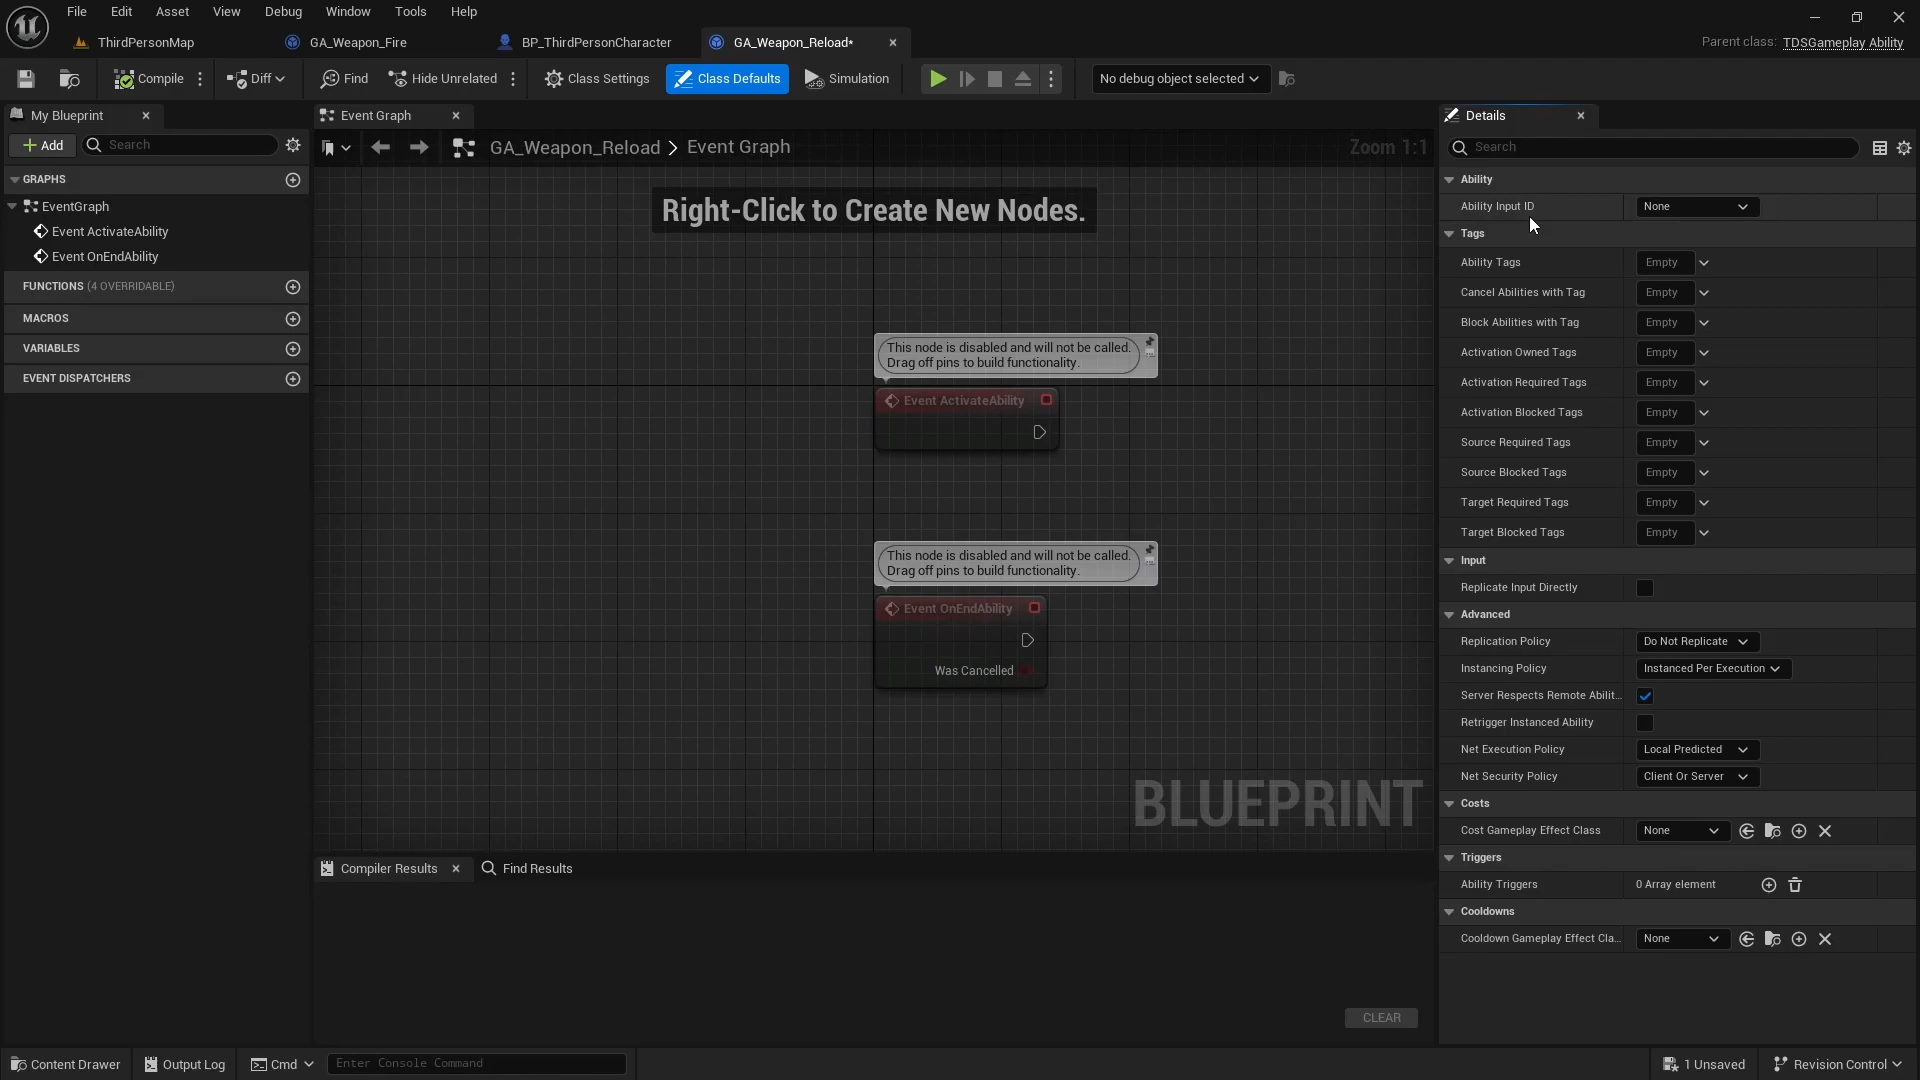 File Edit Asset View Debug Window Tools Help
ThirdPersonMap GA_Weapon_Fire BP_ThirdPersonCharacter GA_Weapon_Reload* Parent class: TDSGameplay Ability
Compile Diff Find Hide Unrelated Class Settings Class Defaults Simulation No debug object selected
My Blueprint
Add Search
GRAPHS
EventGraph
Event ActivateAbility
Event OnEndAbility
FUNCTIONS (4 OVERRIDABLE)
MACROS
VARIABLES
EVENT DISPATCHERS
Event Graph
GA_Weapon_Reload > Event Graph Zoom 1:1
Right-Click to Create New Nodes.
This node is disabled and will not be called.
Drag off pins to build functionality.
Event ActivateAbility
This node is disabled and will not be called.
Drag off pins to build functionality.
Event OnEndAbility
Was Cancelled
BLUEPRINT
Compiler Results Find Results
CLEAR
Details
Search
Ability
Ability Input ID None
Tags
Ability Tags Empty
Cancel Abilities with Tag Empty
Block Abilities with Tag Empty
Activation Owned Tags Empty
Activation Required Tags Empty
Activation Blocked Tags Empty
Source Required Tags Empty
Source Blocked Tags Empty
Target Required Tags Empty
Target Blocked Tags Empty
Input
Replicate Input Directly
Advanced
Replication Policy Do Not Replicate
Instancing Policy Instanced Per Execution
Server Respects Remote Abilit...
Retrigger Instanced Ability
Net Execution Policy Local Predicted
Net Security Policy Client Or Server
Costs
Cost Gameplay Effect Class None
Triggers
Ability Triggers 0 Array element
Cooldowns
Cooldown Gameplay Effect Cla... None
Content Drawer Output Log Cmd Enter Console Command 1 Unsaved Revision Control